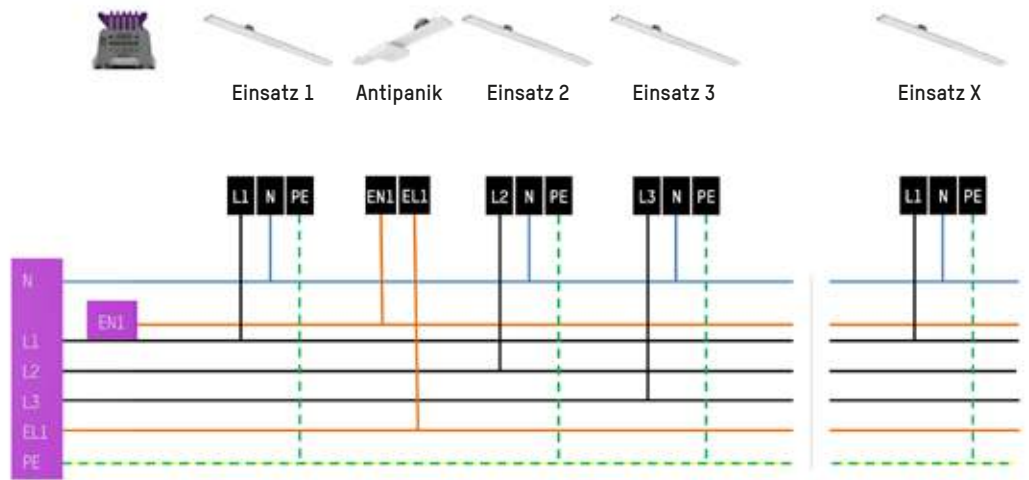 Einsatz 1 Antipanik Einsatz 2 Einsatz 3 Einsatz X
L1 N PE EN1 EL1 L2 N PE L3 N PE L1 N PE
N
EN1
L1
L2
L3
EL1
PE